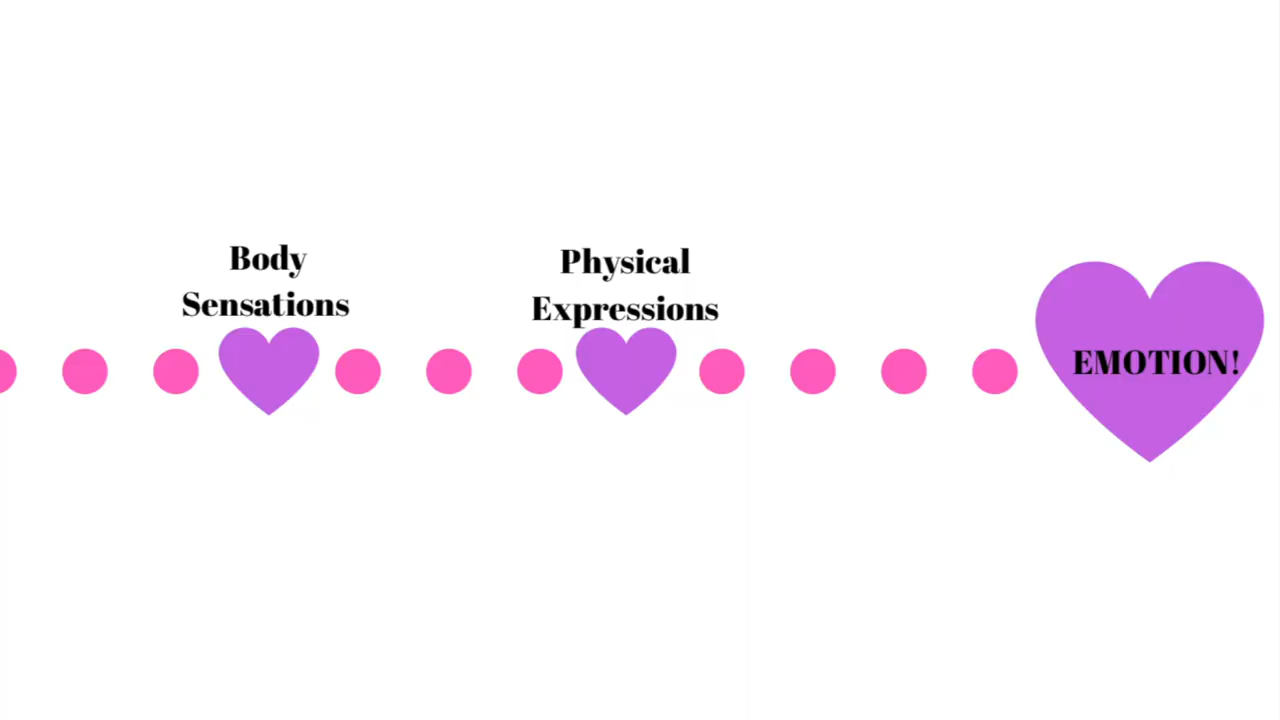 Body
Sensations
Physical
Expressions
EMOTION!